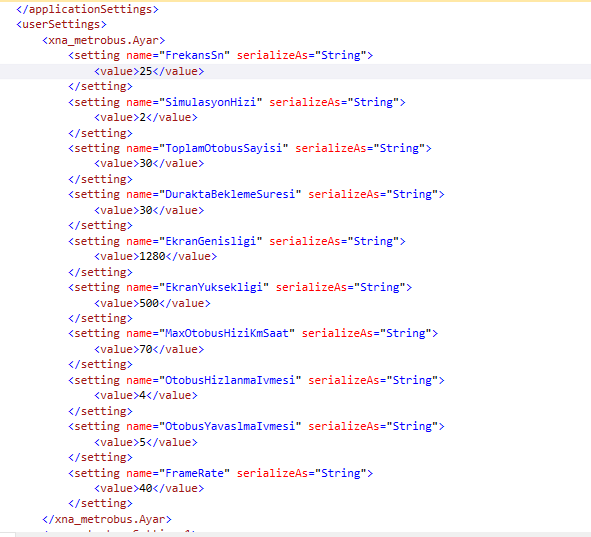 </applicationSettings>
<userSettings>
<xna_metrobus.Ayar>
<setting name="FrekansSn" serializeAs="String">
<value>25</value>
</setting>
<setting name="SimulasyonHizi" serializeAs="String">
<value>2</value>
</setting>
<setting name="ToplamOtobusSayisi" serializeAs="String">
<value>30</value>
</setting>
<setting name="DuraktaBeklemeSuresi" serializeAs="String">
<value>30</value>
</setting>
<setting name="EkranGenisligi" serializeAs="String">
<value>1280</value>
</setting>
<setting name="EkranYuksekligi" serializeAs="String">
<value>500</value>
</setting>
<setting name="MaxOtobusHiziKmSaat" serializeAs="String">
<value>70</value>
</setting>
<setting name="OtobusHizlanmaIvmesi" serializeAs="String">
<value>4</value>
</setting>
<setting name="OtobusYavaslmaIvmesi" serializeAs="String">
<value>5</value>
</setting>
<setting name="FrameRate" serializeAs="String">
<value>40</value>
</setting>
</xna_metrobus.Ayar>